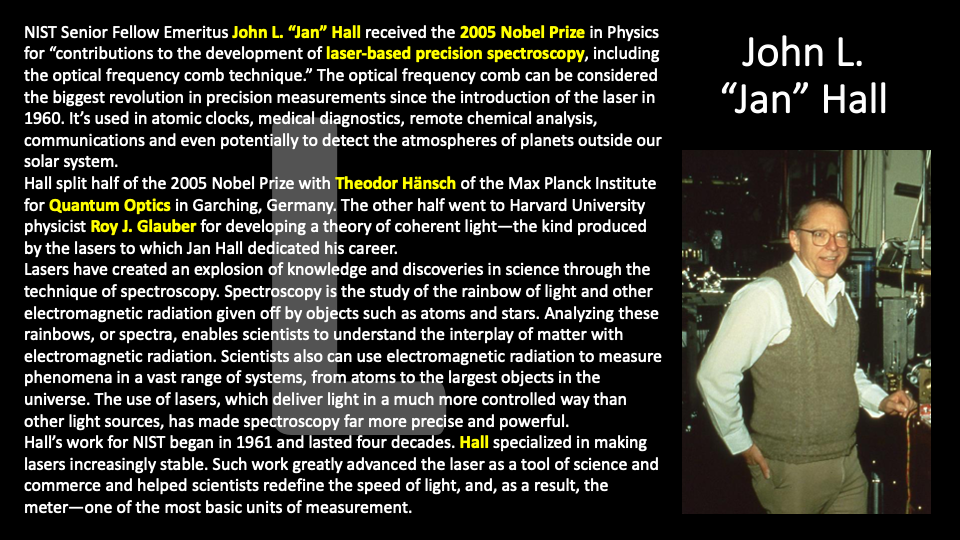 NIST Senior Fellow Emeritus John L. “Jan” Hall received the 2005 Nobel Prize in Physics
for “contributions to the development of laser-based precision spectroscopy, including
the optical frequency comb technique.” The optical frequency comb can be considered
the biggest revolution in precision measurements since the introduction of the laser in
1960. It’s used in atomic clocks, medical diagnostics, remote chemical analysis,
communications and even potentially to detect the atmospheres of planets outside our
solar system.
Hall split half of the 2005 Nobel Prize with Theodor Hänsch of the Max Planck Institute
for Quantum Optics in Garching, Germany. The other half went to Harvard University
physicist Roy J. Glauber for developing a theory of coherent light—the kind produced
by the lasers to which Jan Hall dedicated his career.
Lasers have created an explosion of knowledge and discoveries in science through the
technique of spectroscopy. Spectroscopy is the study of the rainbow of light and other
electromagnetic radiation given off by objects such as atoms and stars. Analyzing these
rainbows, or spectra, enables scientists to understand the interplay of matter with
electromagnetic radiation. Scientists also can use electromagnetic radiation to measure
phenomena in a vast range of systems, from atoms to the largest objects in the
universe. The use of lasers, which deliver light in a much more controlled way than
other light sources, has made spectroscopy far more precise and powerful.
Hall’s work for NIST began in 1961 and lasted four decades. Hall specialized in making
lasers increasingly stable. Such work greatly advanced the laser as a tool of science and
commerce and helped scientists redefine the speed of light, and, as a result, the
meter—one of the most basic units of measurement.
L.
John L.
“Jan” Hall